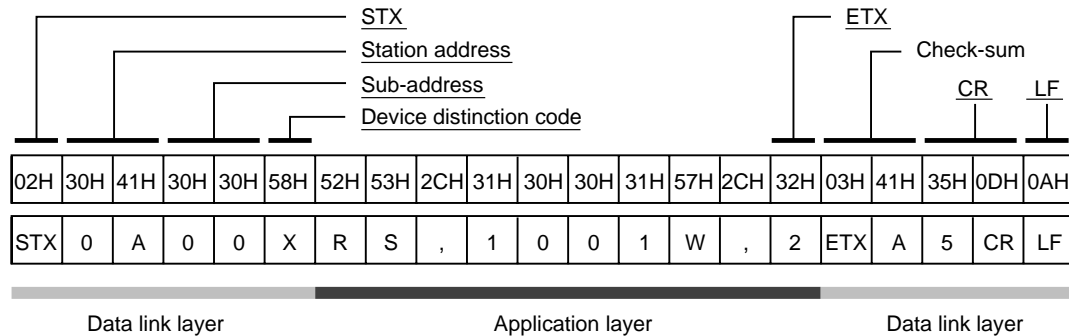 STX
ETX
Station address
Check-sum
Sub-address
CR
LF
Device distinction code
02H 30H 41H 30H 30H 58H 52H 53H 2CH 31H 30H 30H 31H 57H 2CH 32H 03H 41H 35H 0DH 0AH
STX 0 A 0 0 X R S , 1 0 0 1 W , 2 ETX A 5 CR LF
Data link layer
Application layer
Data link layer